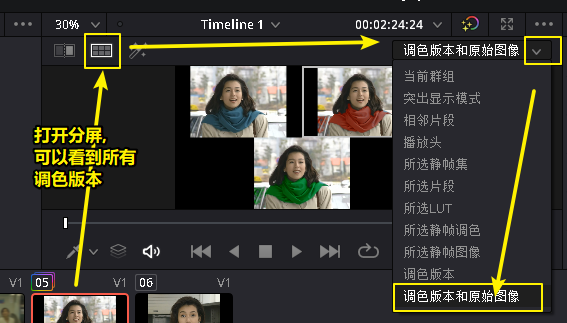 30%
Timeline 1
00:02:24:24
调色版本和原始图像
当前群组
突出显示模式
相邻片段
播放头
所选静帧集
所选片段
所选LUT
所选静帧调色
所选静帧图像
调色版本
调色版本和原始图像
打开分屏,
可以看到所有
调色版本
V1
05
V1
06
V1